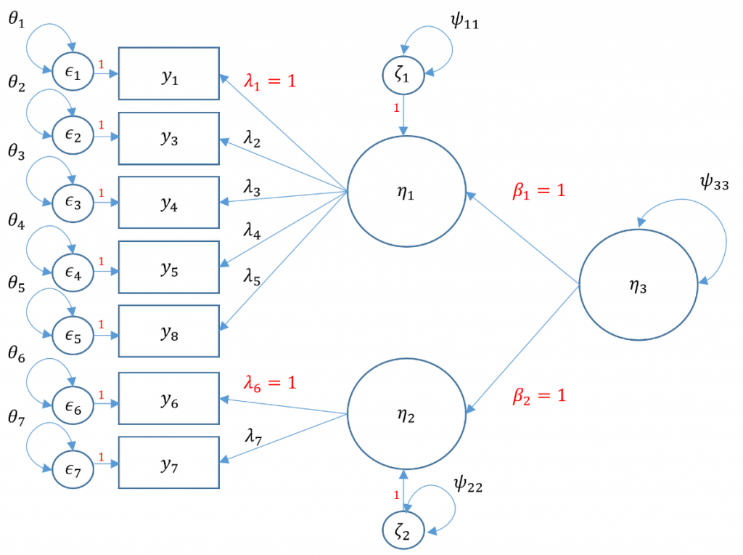 θ₁
ϵ₁ 1 y₁ λ₁ = 1
θ₂
ϵ₂ 1 y₃ λ₂
θ₃
ϵ₃ 1 y₄ λ₃
θ₄
ϵ₄ 1 y₅ λ₄
θ₅
ϵ₅ 1 y₈ λ₅
θ₆
ϵ₆ 1 y₆ λ₆ = 1
θ₇
ϵ₇ 1 y₇ λ₇
ψ₁₁
ζ₁
1
η₁
β₁ = 1
ψ₃₃
η₃
β₂ = 1
η₂
1
ψ₂₂
ζ₂